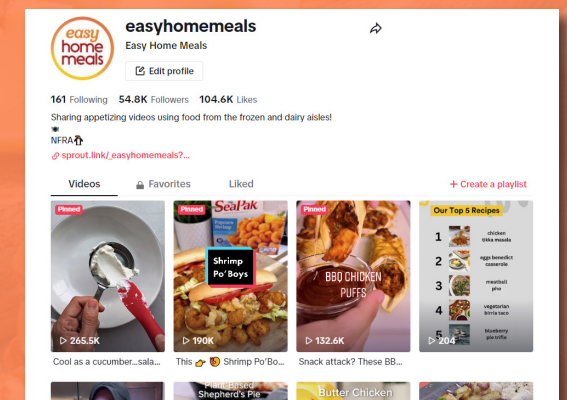 easy
home
meals
easyhomemeals
Easy Home Meals
Edit profile
161 Following 54.8K Followers 104.6K Likes
Sharing appetizing videos using food from the frozen and dairy aisles!
🍽
NFRA🐧
sprout.link/_easyhomemeals?...
Videos Favorites Liked + Create a playlist
Pinned
265.5K
Cool as a cucumber...sala...
Pinned
SeaPak
Popcorn
Shrimp
Shrimp
Po'Boys
190K
This 👉 Shrimp Po'Bo...
Pinned
BBQ CHICKEN
PUFFS
132.6K
Snack attack? These BB...
Our Top 5 Recipes
1 chicken
tikka masala
2 eggs benedict
casserole
3 meatball
pho
4 vegetarian
birria taco
5 blueberry
pie trifle
204
Plant Based
Shepherd's Pie
Butter Chicken